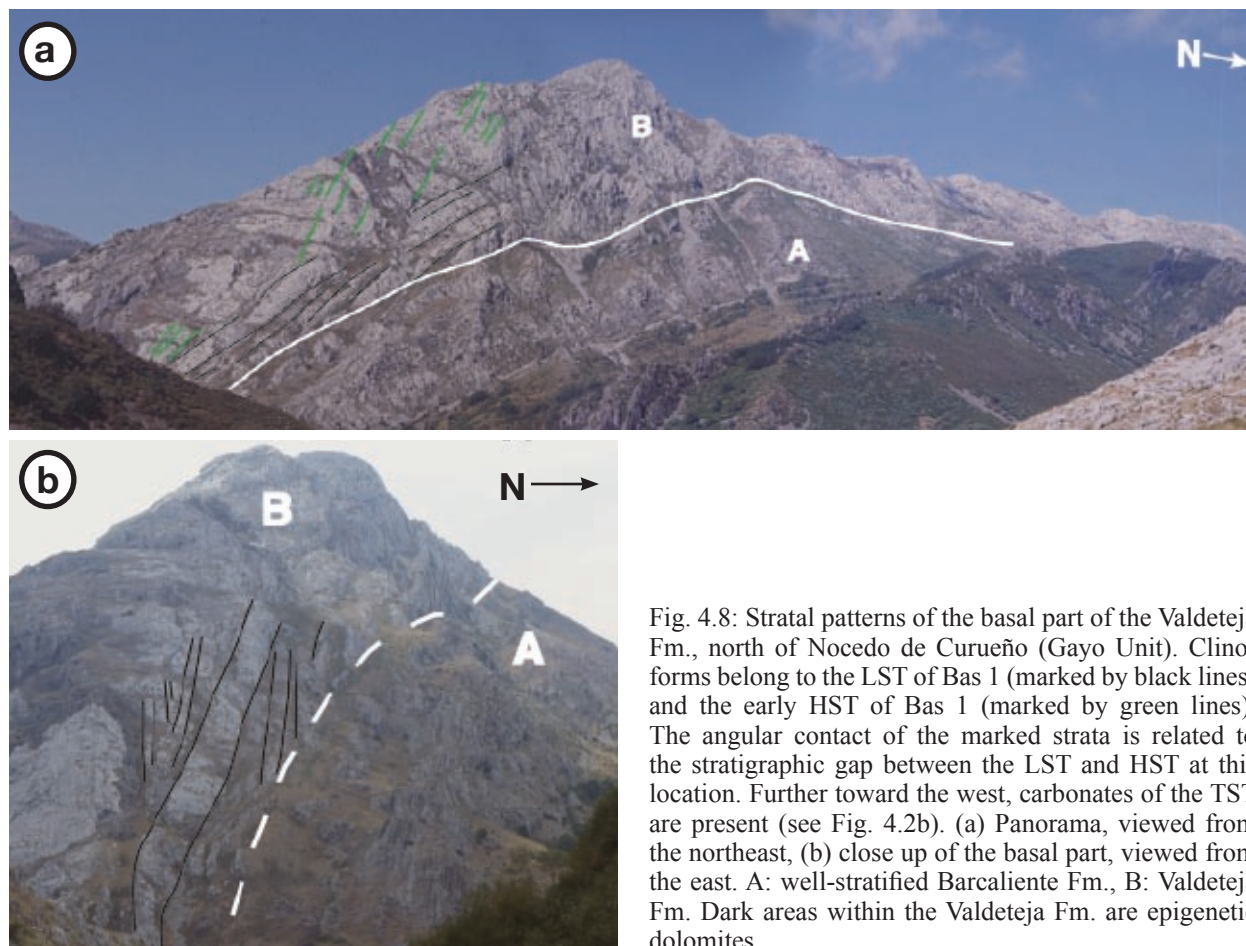 a
N
B
A
b
N
B
A
Fig. 4.8: Stratal patterns of the basal part of the Valdetej
Fm., north of Nocedo de Curueño (Gayo Unit). Clino
forms belong to the LST of Bas 1 (marked by black lines
and the early HST of Bas 1 (marked by green lines)
The angular contact of the marked strata is related to
the stratigraphic gap between the LST and HST at thi
location. Further toward the west, carbonates of the TST
are present (see Fig. 4.2b). (a) Panorama, viewed from
the northeast, (b) close up of the basal part, viewed from
the east. A: well-stratified Barcaliente Fm., B: Valdetej
Fm. Dark areas within the Valdeteja Fm. are epigeneti
dolomites